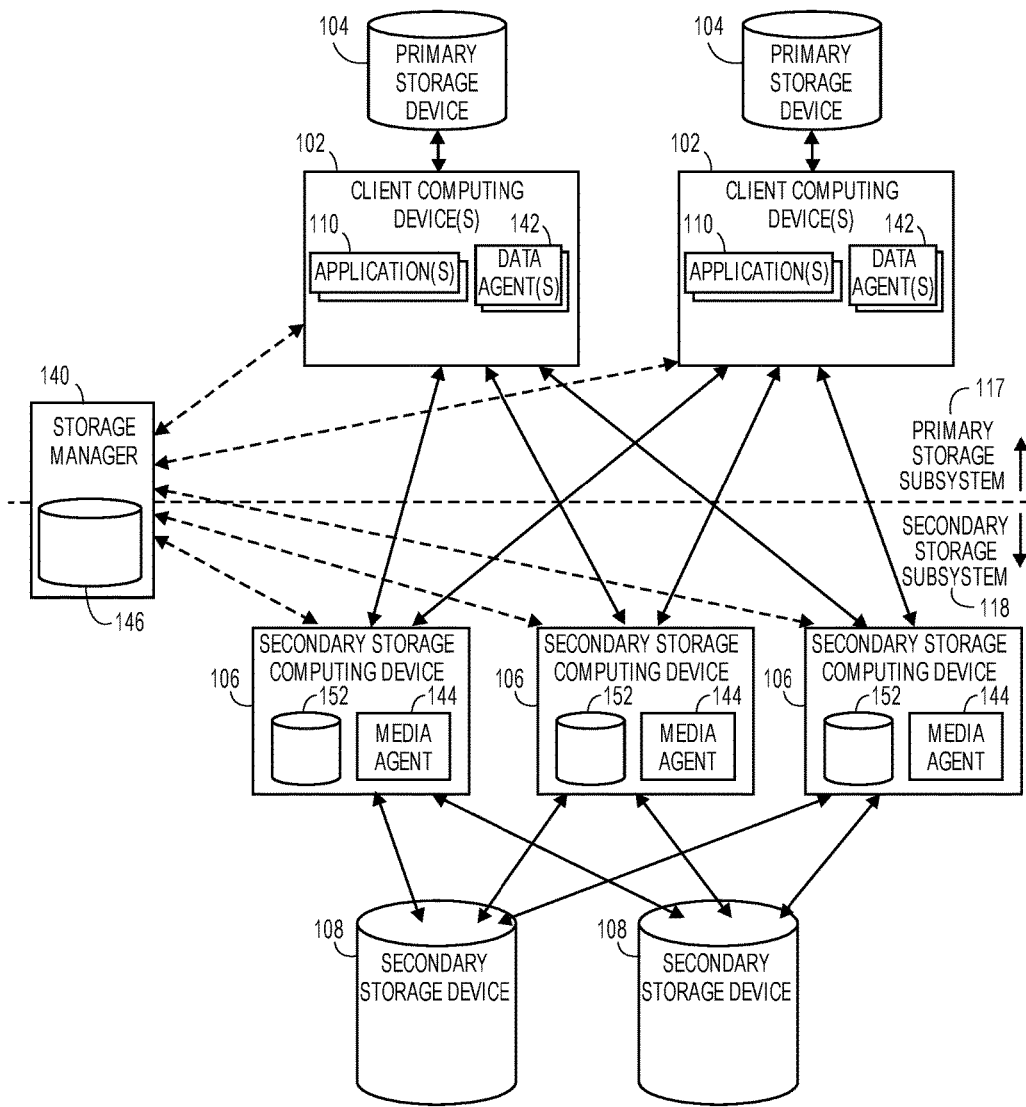 104
PRIMARY
STORAGE
DEVICE
104
PRIMARY
STORAGE
DEVICE
102
CLIENT COMPUTING
DEVICE(S)
110
142
APPLICATION(S)
DATA
AGENT(S)
102
CLIENT COMPUTING
DEVICE(S)
110
142
APPLICATION(S)
DATA
AGENT(S)
140
STORAGE
MANAGER
146
117
PRIMARY
STORAGE
SUBSYSTEM
SECONDARY
STORAGE
SUBSYSTEM
118
SECONDARY STORAGE
COMPUTING DEVICE
106
152
144
MEDIA
AGENT
SECONDARY STORAGE
COMPUTING DEVICE
106
152
144
MEDIA
AGENT
SECONDARY STORAGE
COMPUTING DEVICE
106
152
144
MEDIA
AGENT
108
SECONDARY
STORAGE DEVICE
108
SECONDARY
STORAGE DEVICE